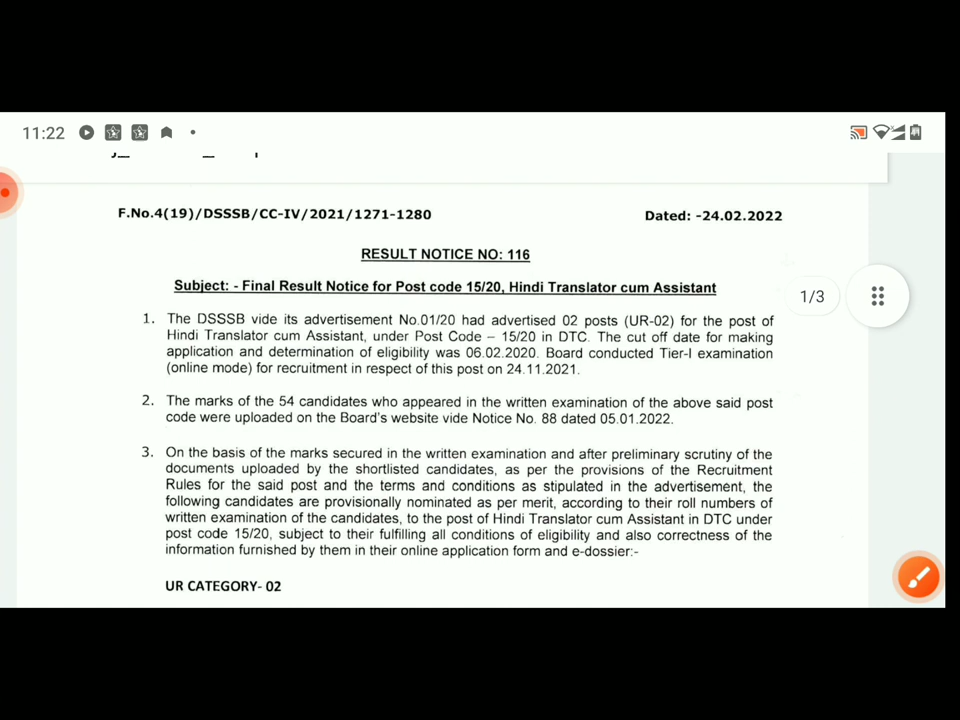 11:22
F.No.4(19)/DSSSB/CC-IV/2021/1271-1280 Dated: -24.02.2022
RESULT NOTICE NO: 116
Subject: - Final Result Notice for Post code 15/20, Hindi Translator cum Assistant
1/3
1. The DSSSB vide its advertisement No.01/20 had advertised 02 posts (UR-02) for the post of
Hindi Translator cum Assistant, under Post Code – 15/20 in DTC. The cut off date for making
application and determination of eligibility was 06.02.2020. Board conducted Tier-I examination
(online mode) for recruitment in respect of this post on 24.11.2021.
2. The marks of the 54 candidates who appeared in the written examination of the above said post
code were uploaded on the Board's website vide Notice No. 88 dated 05.01.2022.
3. On the basis of the marks secured in the written examination and after preliminary scrutiny of the
documents uploaded by the shortlisted candidates, as per the provisions of the Recruitment
Rules for the said post and the terms and conditions as stipulated in the advertisement, the
following candidates are provisionally nominated as per merit, according to their roll numbers of
written examination of the candidates, to the post of Hindi Translator cum Assistant in DTC under
post code 15/20, subject to their fulfilling all conditions of eligibility and also correctness of the
information furnished by them in their online application form and e-dossier:-
UR CATEGORY- 02